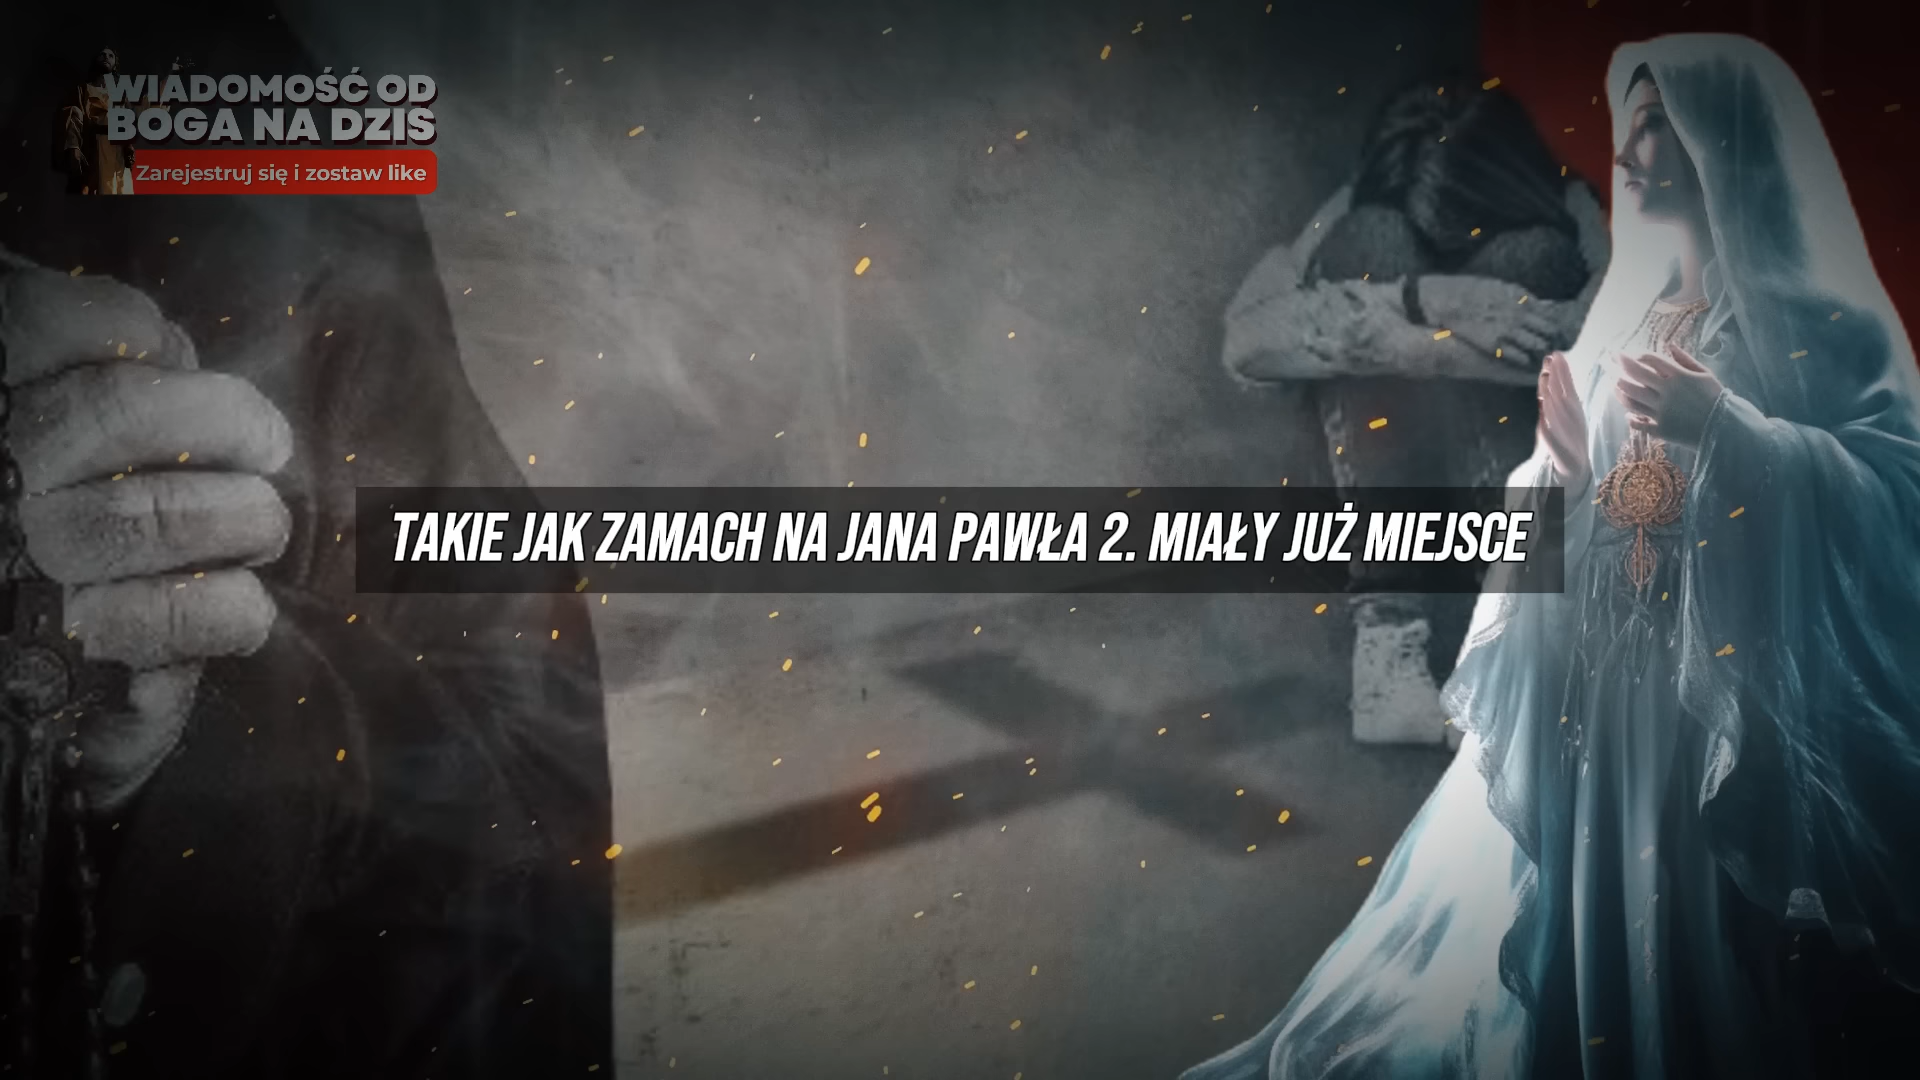 WIADOMOŚĆ OD
BOGA NA DZIS
Zarejestruj się i zostaw like
TAKIE JAK ZAMACH NA JANA PAWŁA 2. MIAŁY JUŻ MIEJSCE